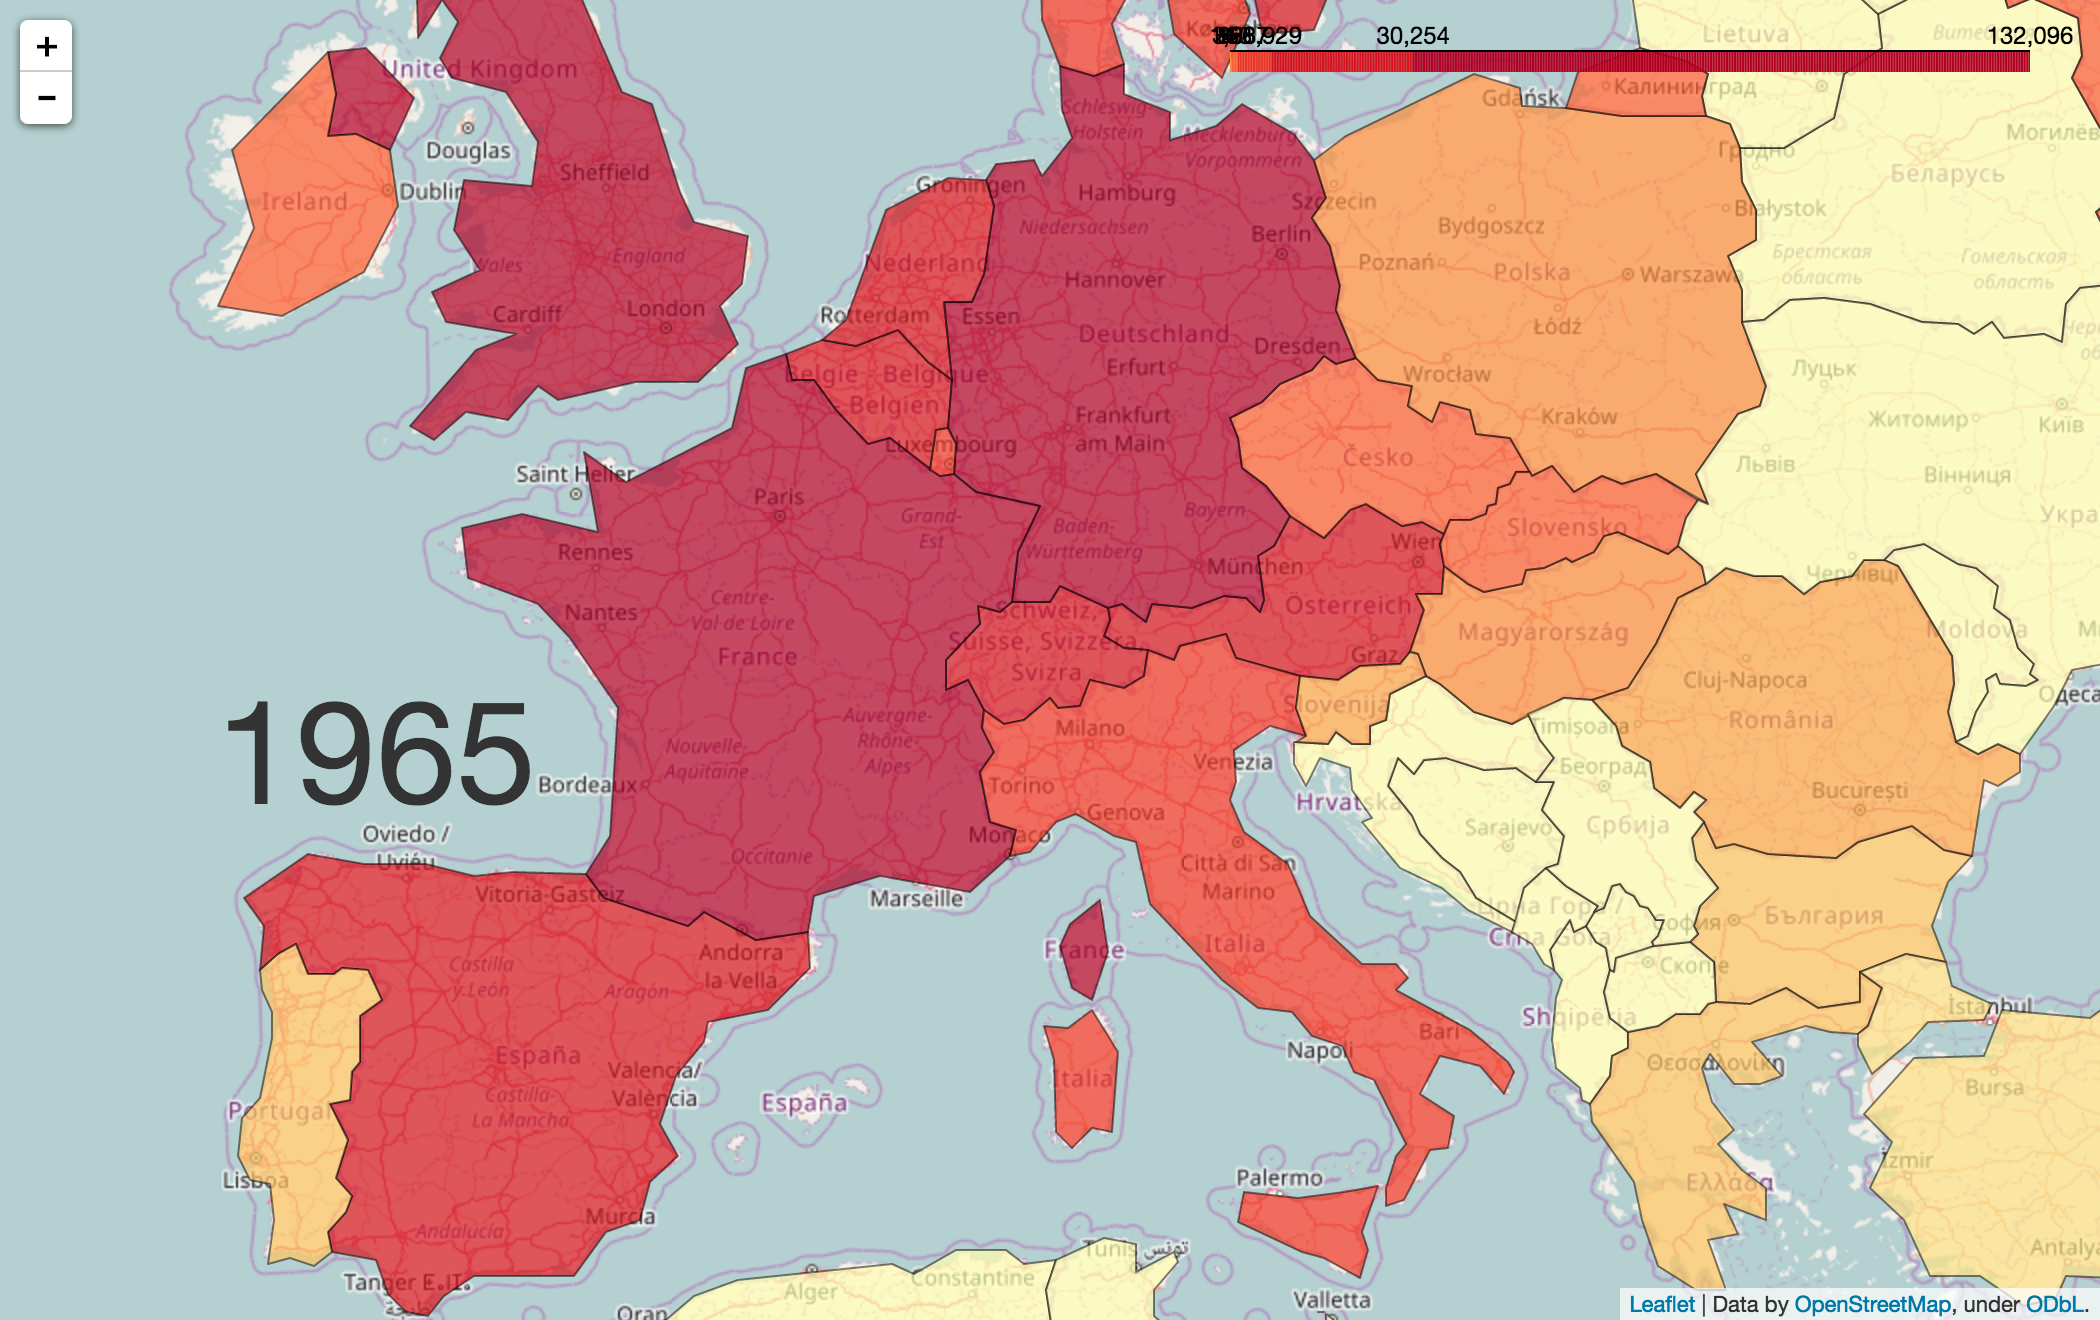 +
−
30,254
132,096
København
Lietuva
United Kingdom
Gdańsk
Калининград
Schleswig-
Holstein
Mecklenburg-
Vorpommern
Могилёв
Douglas
Гродно
Sheffield
Беларусь
Ireland
Dublin
Groningen
Hamburg
Szczecin
Białystok
Niedersachsen
Bydgoszcz
Berlin
Wales
England
Nederland
Poznań
Polska
Warszawa
Брестская
область
Гомельская
область
Hannover
Cardiff
London
Rotterdam
Essen
Deutschland
Łódź
Dresden
België - Belgique
Belgien
Erfurt
Wrocław
Луцьк
Frankfurt
am Main
Kraków
Житомир
Київ
Luxembourg
Česko
Львів
Вінниця
Saint Helier
Paris
Grand-
Est
Baden-
Württemberg
Bayern
Slovensko
Укра
Rennes
Wien
München
Чернівці
Nantes
Centre-
Val de Loire
Schweiz,
Suisse, Svizzera,
Svizra
Österreich
Magyarország
Moldova
France
Graz
Cluj-Napoca
Одеса
1965
Nouvelle-
Aquitaine
Auvergne-
Rhône-
Alpes
Milano
Slovenija
Timișoara
România
Bordeaux
Torino
Venezia
Београд
București
Genova
Hrvatska
Oviedo /
Uviéu
Monaco
Sarajevo
Србија
Occitanie
Città di San
Marino
Vitoria-Gasteiz
Marseille
Црна Гора /
Crna Gora
София
България
Andorra
la Vella
France
Italia
Castilla
y León
Aragón
Скопје
İstanbul
Shqipëria
Bari
Napoli
España
Valencia/
València
Θεσσαλονίκη
Italia
Bursa
Portugal
Castilla-
La Mancha
España
Lisboa
Palermo
İzmir
Ελλάδα
Murcia
Andalucía
Tunis تونس
Antalya
Tanger ⵟⵏⵊⴰ
طنجة
Alger
Constantine
Oran
Valletta
Leaflet | Data by OpenStreetMap, under ODbL.